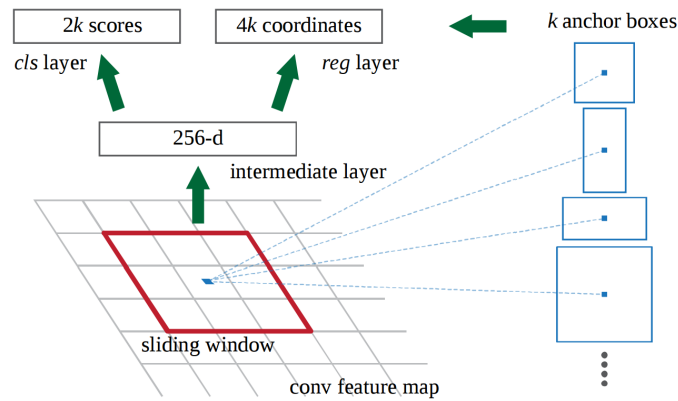 2k scores
4k coordinates
k anchor boxes
cls layer
reg layer
256-d
intermediate layer
sliding window
conv feature map